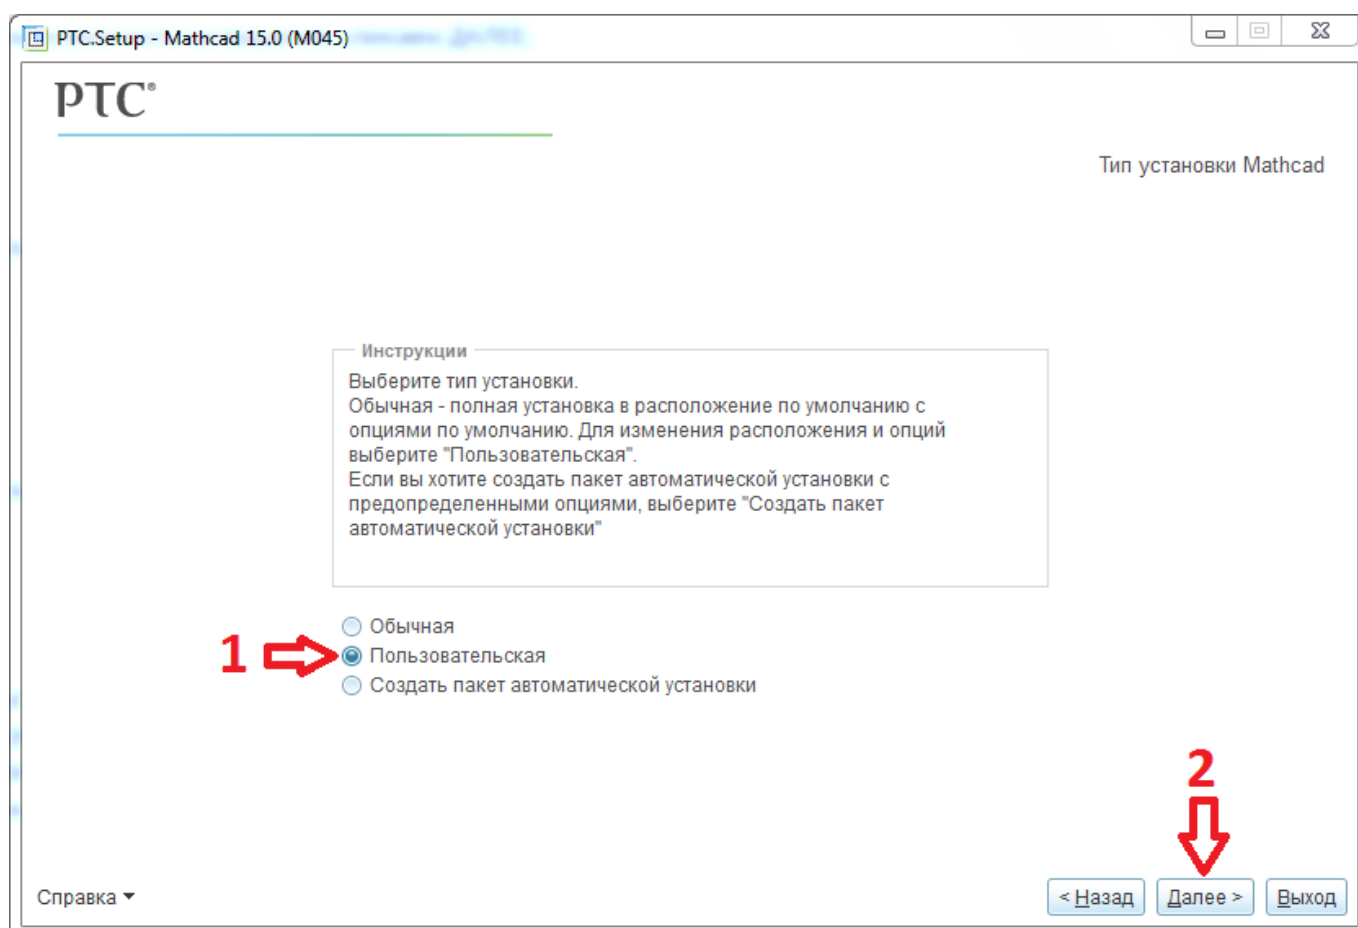 PTC.Setup - Mathcad 15.0 (M045)
PTC®
Тип установки Mathcad
Инструкции
Выберите тип установки.
Обычная - полная установка в расположение по умолчанию с
опциями по умолчанию. Для изменения расположения и опций
выберите "Пользовательская".
Если вы хотите создать пакет автоматической установки с
предопределенными опциями, выберите "Создать пакет
автоматической установки"
Обычная
1 Пользовательская
Создать пакет автоматической установки
2
Справка
< Назад Далее > Выход